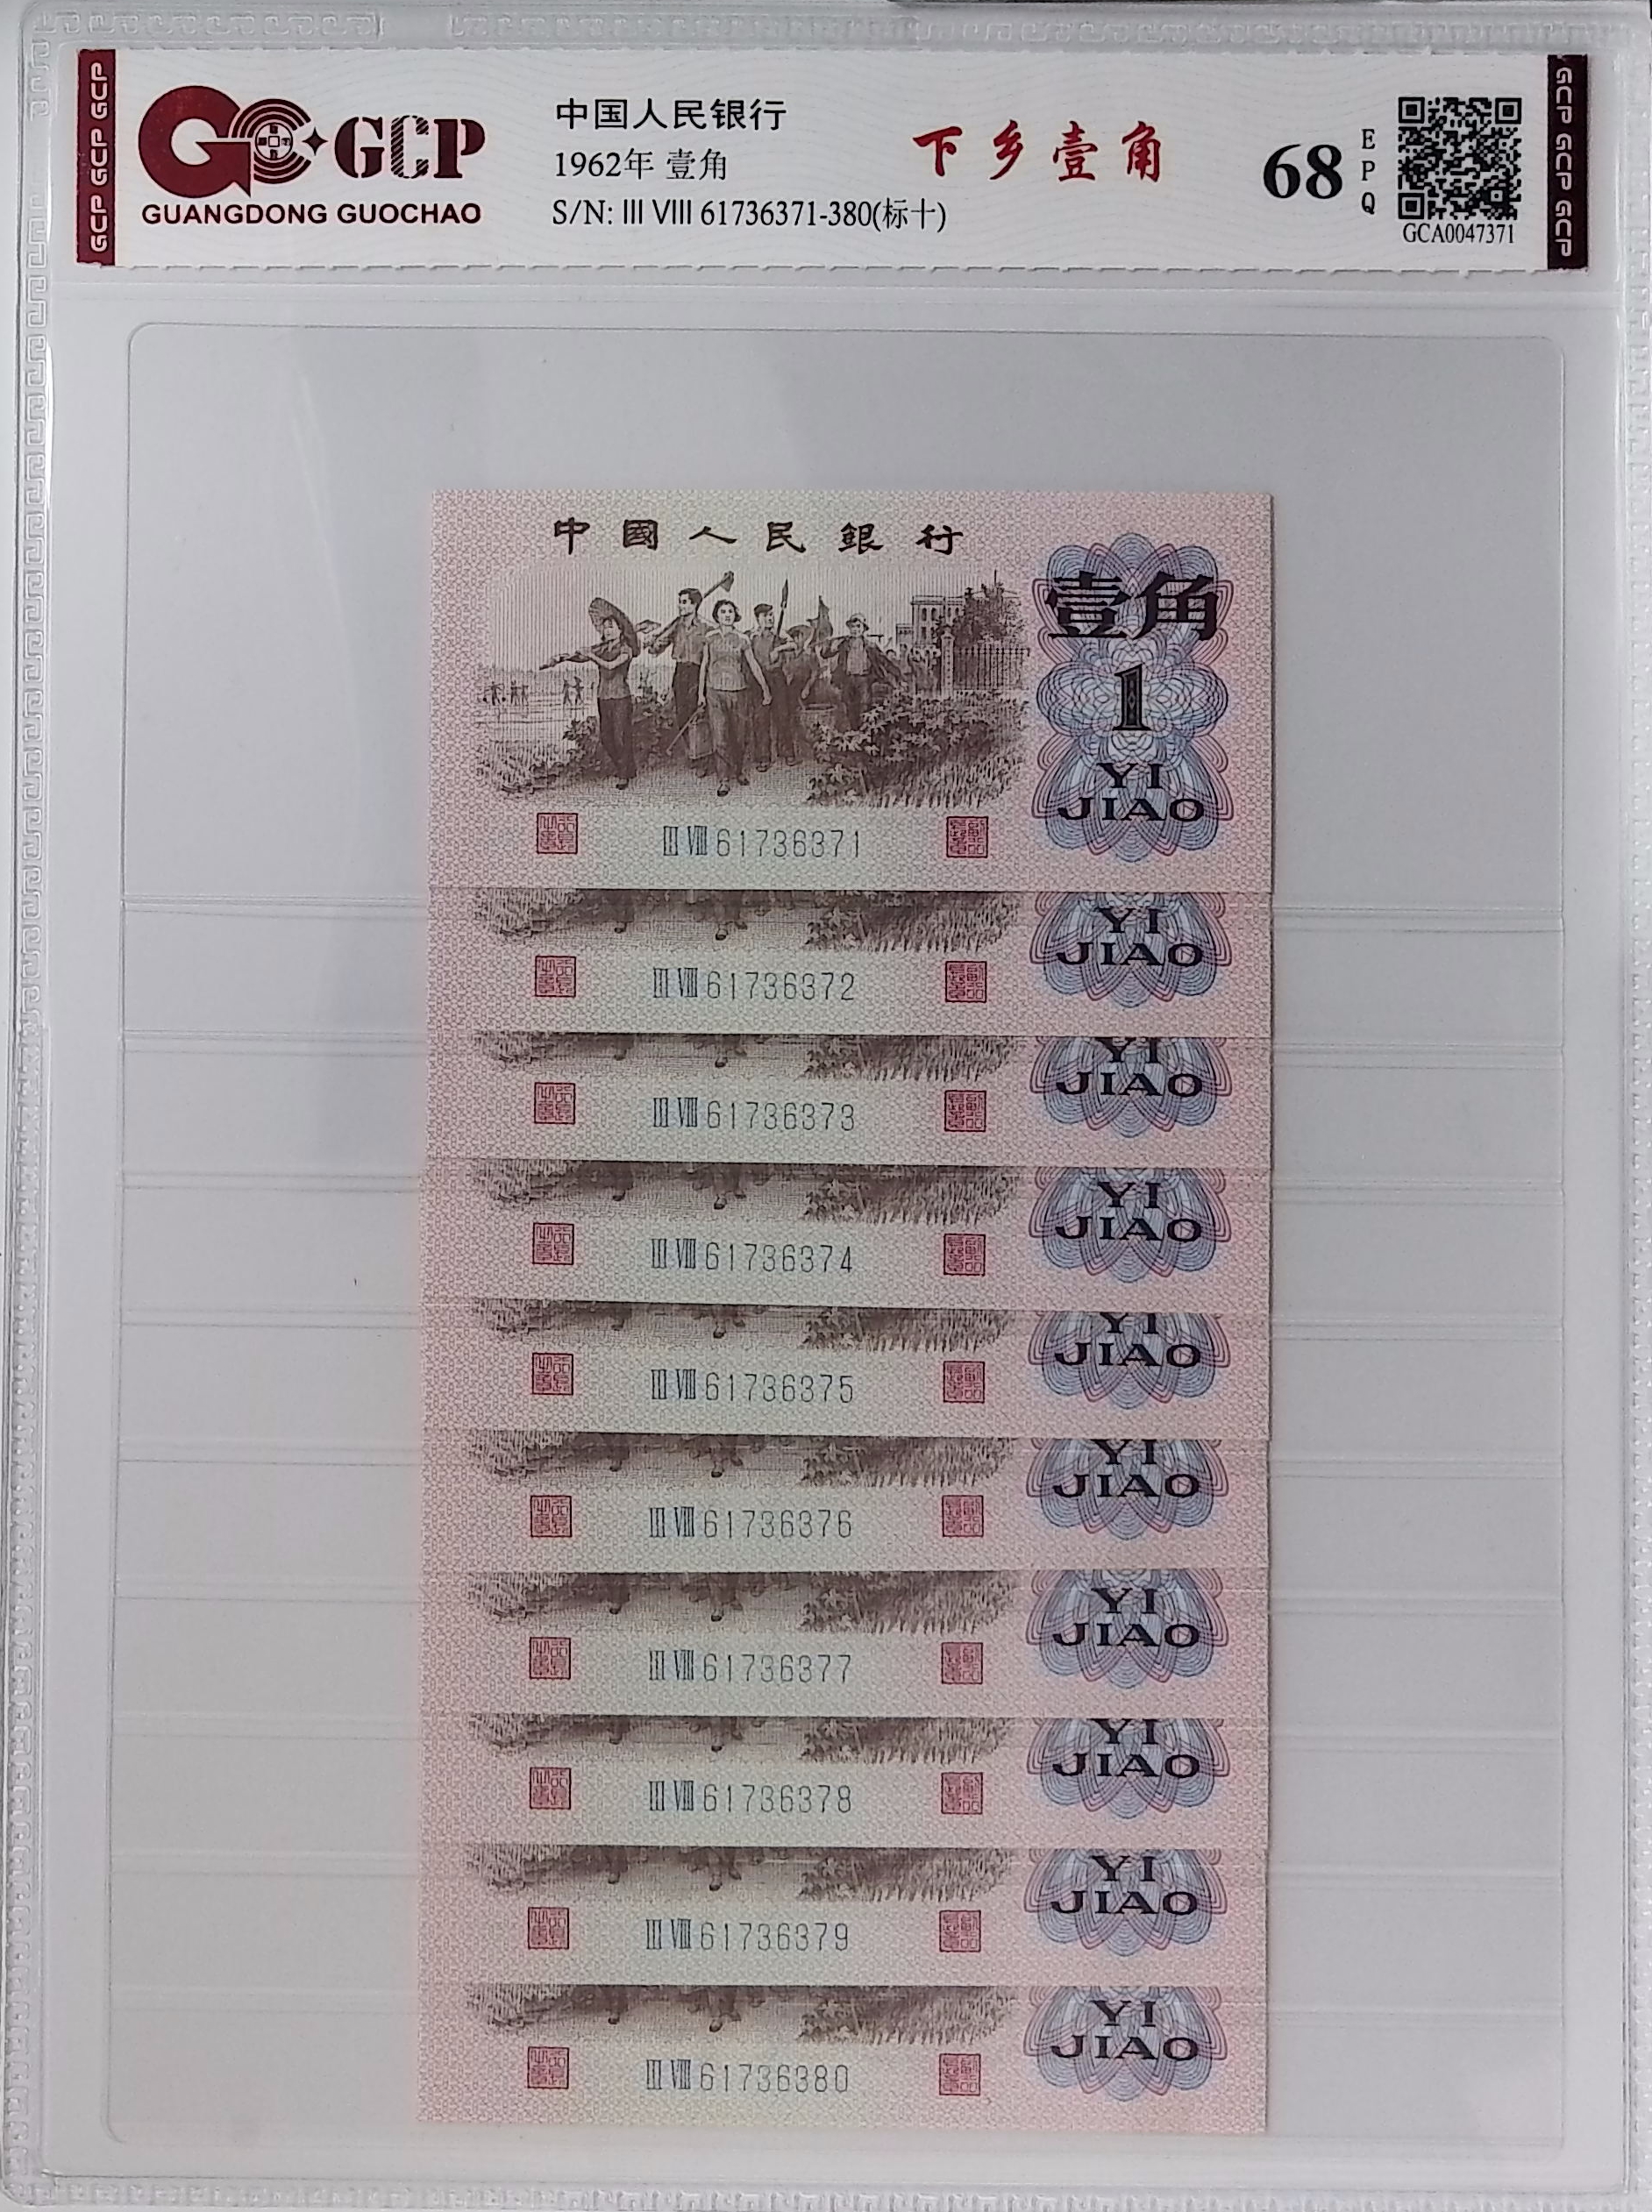 GCP GCP GCP
GCP
GUANGDONG GUOCHAO
中国人民银行
1962年 壹角
S/N: III VIII 61736371-380(标十)
下乡壹角
68
EPQ
GCA0047371
GCP GCP GCP
中國人民銀行
壹角
1
YI
JIAO
III VIII 61736371
YI
JIAO
III VIII 61736372
YI
JIAO
III VIII 61736373
YI
JIAO
III VIII 61736374
YI
JIAO
III VIII 61736375
YI
JIAO
III VIII 61736376
YI
JIAO
III VIII 61736377
YI
JIAO
III VIII 61736378
YI
JIAO
III VIII 61736379
YI
JIAO
III VIII 61736380